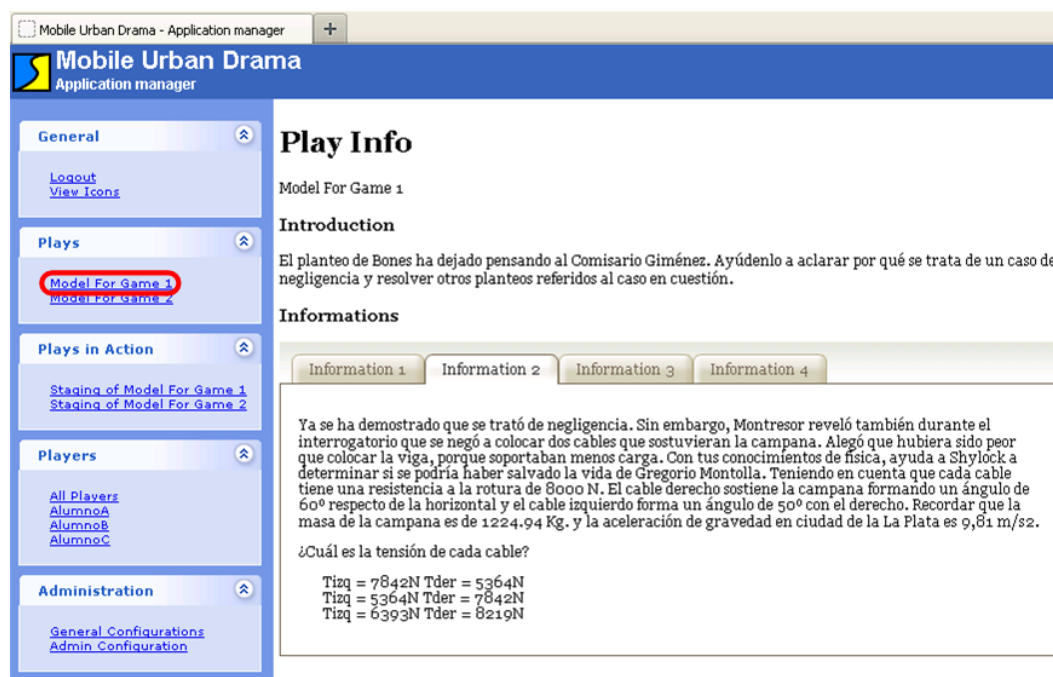 Mobile Urban Drama - Application manager
+
Mobile Urban Drama
Application manager
General
Logout
View Icons
Plays
Model For Game 1
Model For Game 2
Plays in Action
Staging of Model For Game 1
Staging of Model For Game 2
Players
All Players
AlumnoA
AlumnoB
AlumnoC
Administration
General Configurations
Admin Configuration
Play Info
Model For Game 1
Introduction
El planteo de Bones ha dejado pensando al Comisario Giménez. Ayúdenlo a aclarar por qué se trata de un caso de
negligencia y resolver otros planteos referidos al caso en cuestión.
Informations
Information 1 Information 2 Information 3 Information 4
Ya se ha demostrado que se trató de negligencia. Sin embargo, Montresor reveló también durante el
interrogatorio que se negó a colocar dos cables que sostuvieran la campana. Alegó que hubiera sido peor
que colocar la viga, porque soportaban menos carga. Con tus conocimientos de física, ayuda a Shylock a
determinar si se podría haber salvado la vida de Gregorio Montolla. Teniendo en cuenta que cada cable
tiene una resistencia a la rotura de 8000 N. El cable derecho sostiene la campana formando un ángulo de
60º respecto de la horizontal y el cable izquierdo forma un ángulo de 50º con el derecho. Recordar que la
masa de la campana es de 1224.94 Kg. y la aceleración de gravedad en ciudad de la La Plata es 9,81 m/s2.
¿Cuál es la tensión de cada cable?
Tizq = 7842N Tder = 5364N
Tizq = 5364N Tder = 7842N
Tizq = 6393N Tder = 8219N